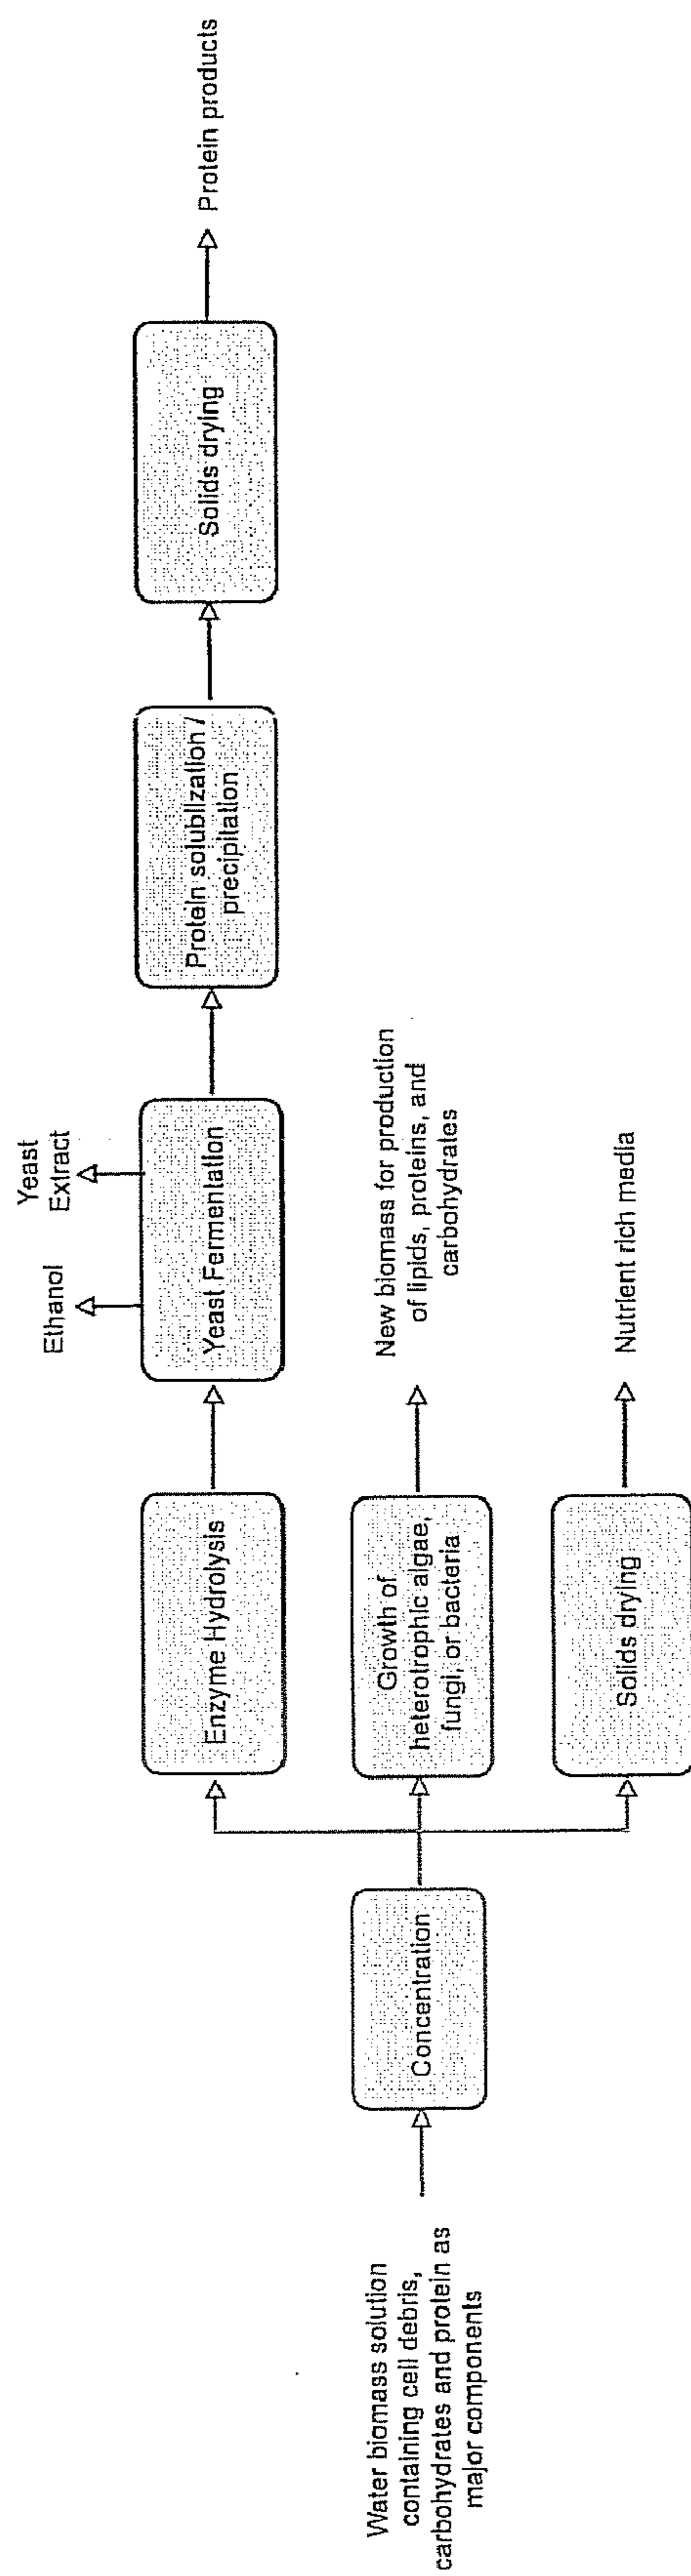 Water biomass solution
containing cell debris,
carbohydrates and protein as
major components
Concentration
Enzyme Hydrolysis
Growth of
heterotrophic algae,
fungi, or bacteria
Solids drying
Ethanol
Yeast
Extract
Yeast Fermentation
New biomass for production
of lipids, proteins, and
carbohydrates
Nutrient rich media
Protein solublization /
precipitation
Solids drying
Protein products